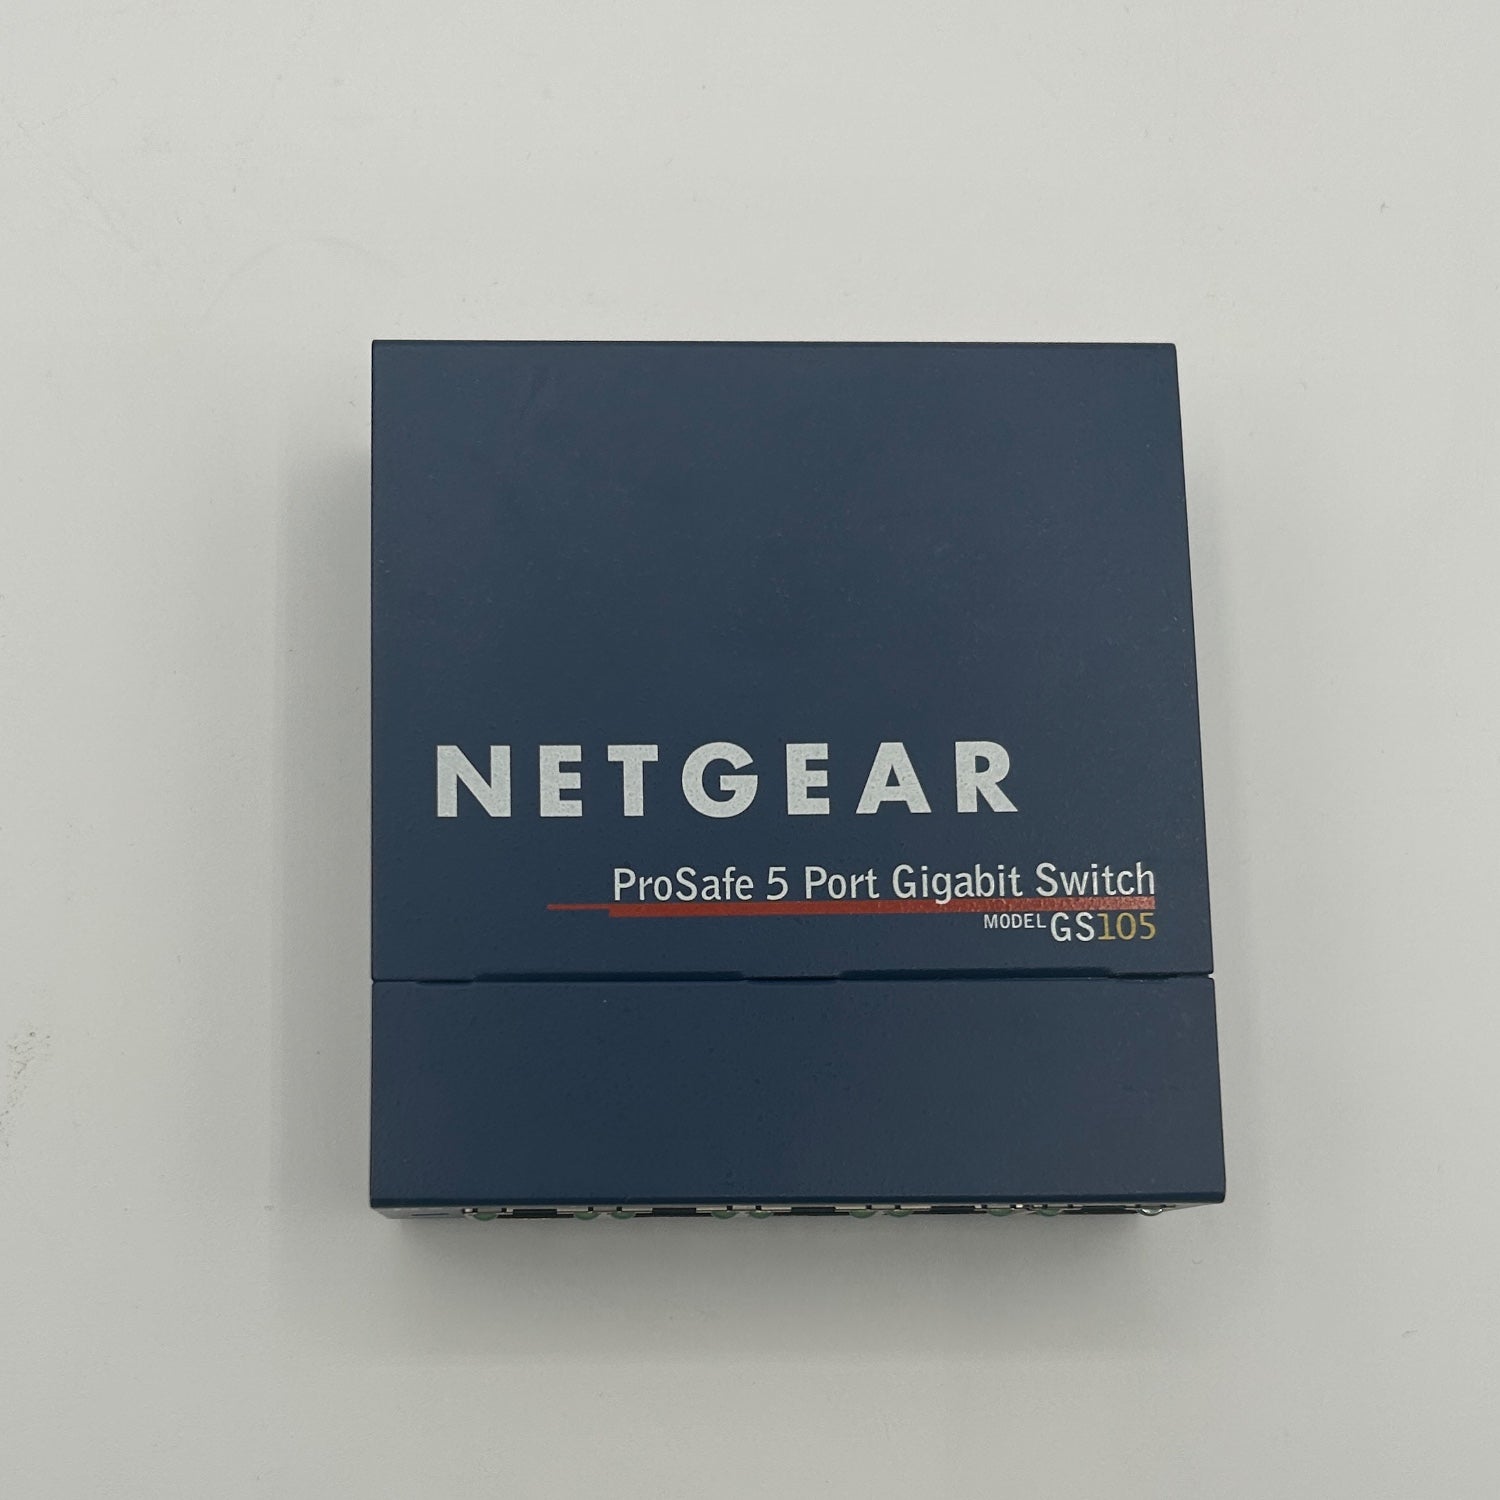 NETGEAR
ProSafe 5 Port Gigabit Switch
MODEL GS105